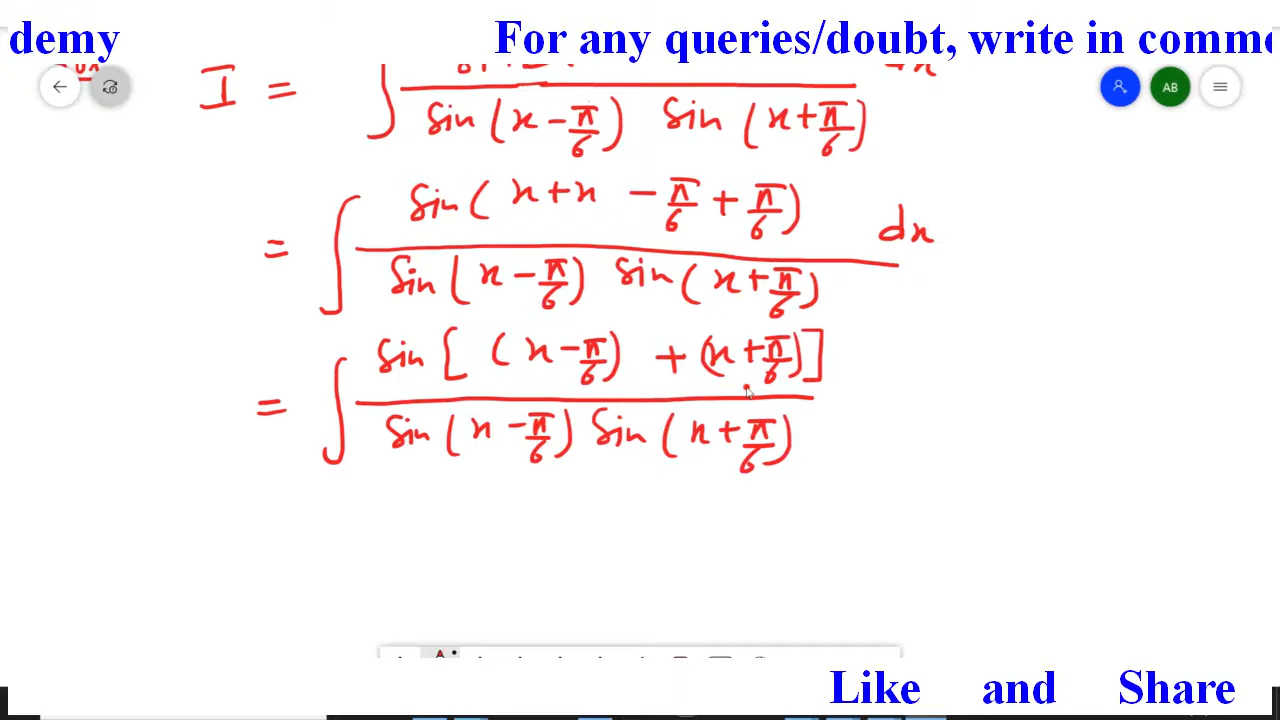 demy For any queries/doubt, write in comme
AB
I = ∫ dx
sin(x - π/6) sin(x + π/6)
= ∫ sin(x + x - π/6 + π/6) dx
sin(x - π/6) sin(x + π/6)
= ∫ sin[(x - π/6) + (x + π/6)]
sin(x - π/6) sin(x + π/6)
Like and Share